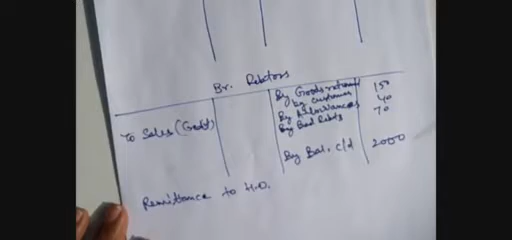 Br. Debtors
By Goods returned 150
by customer
By Allowances 40
By Bad Debts 70
To Sales (Credit)
By Bal. c/d 2000
Remittance to H.O.